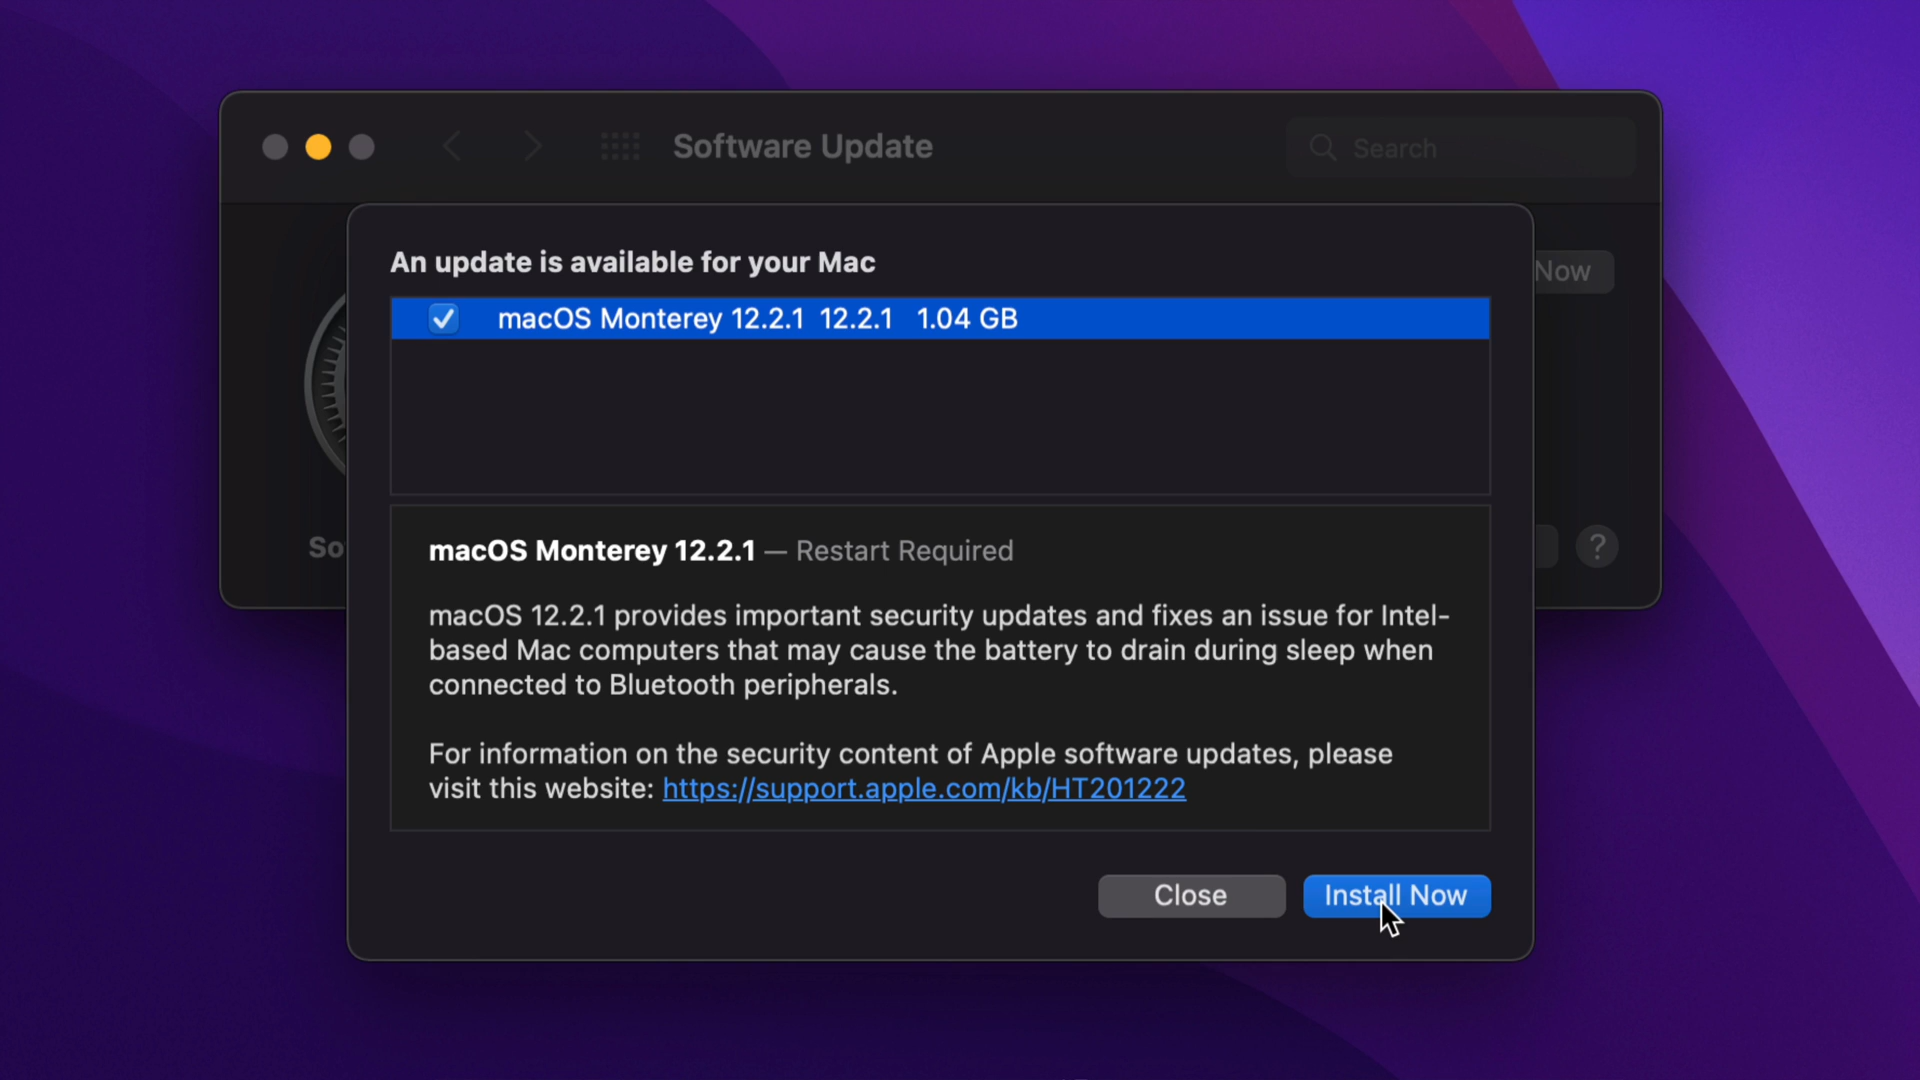 Software Update
Search
An update is available for your Mac
Now
macOS Monterey 12.2.1 12.2.1 1.04 GB
macOS Monterey 12.2.1 — Restart Required
So
?
macOS 12.2.1 provides important security updates and fixes an issue for Intel-
based Mac computers that may cause the battery to drain during sleep when
connected to Bluetooth peripherals.
For information on the security content of Apple software updates, please
visit this website: https://support.apple.com/kb/HT201222
Close
Install Now